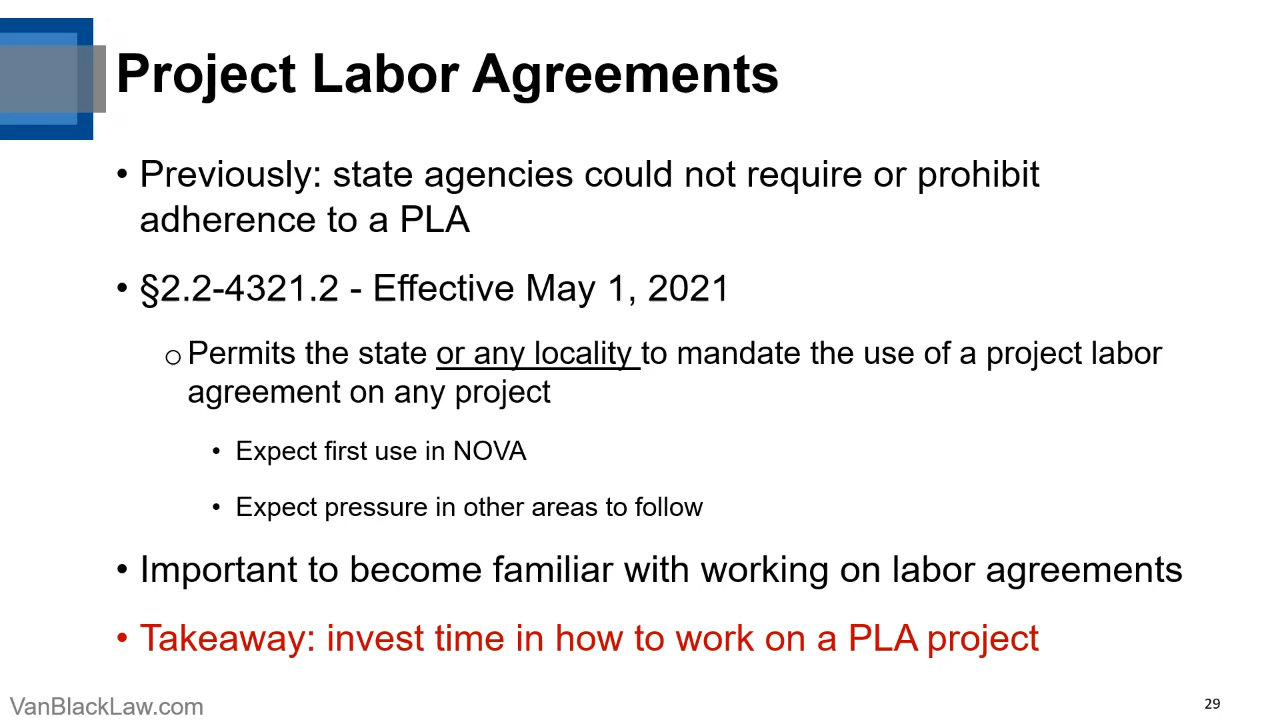 Project Labor Agreements
• Previously: state agencies could not require or prohibit
adherence to a PLA
• §2.2-4321.2 - Effective May 1, 2021
o Permits the state or any locality to mandate the use of a project labor
agreement on any project
• Expect first use in NOVA
• Expect pressure in other areas to follow
• Important to become familiar with working on labor agreements
• Takeaway: invest time in how to work on a PLA project
VanBlackLaw.com
29